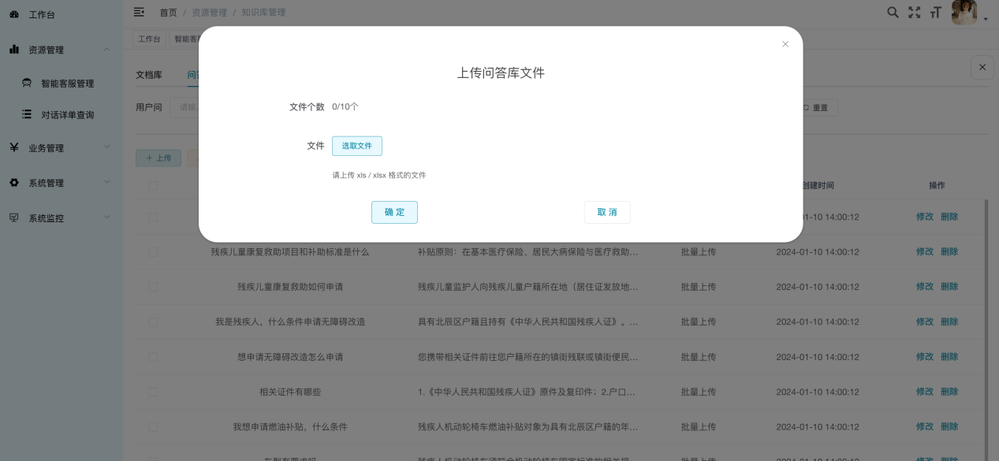 工作台
首页 / 资源管理 / 知识库管理
工作台 智能客
资源管理
智能客服管理
对话详单查询
业务管理
系统管理
系统监控
文档库
用户问 请输
重置
+ 上传
上传问答库文件
文件个数 0/10个
文件 选取文件
请上传 xls / xlsx 格式的文件
确 定 取 消
创建时间 操作
01-10 14:00:12 修改 删除
残疾儿童康复救助项目和补助标准是什么 补贴原则：在基本医疗保险、居民大病保险与医疗救助... 批量上传 2024-01-10 14:00:12 修改 删除
残疾儿童康复救助如何申请 残疾儿童监护人向残疾儿童户籍所在地（居住证发放地... 批量上传 2024-01-10 14:00:12 修改 删除
我是残疾人，什么条件申请无障碍改造 具有北辰区户籍且持有《中华人民共和国残疾人证》。... 批量上传 2024-01-10 14:00:12 修改 删除
想申请无障碍改造怎么申请 您携带相关证件前往您户籍所在的镇街残联或镇街便民... 批量上传 2024-01-10 14:00:12 修改 删除
相关证件有哪些 1.《中华人民共和国残疾人证》原件及复印件；2.户口... 批量上传 2024-01-10 14:00:12 修改 删除
我想申请燃油补贴，什么条件 残疾人机动轮椅车燃油补贴对象为具有北辰区户籍的年... 批量上传 2024-01-10 14:00:12 修改 删除